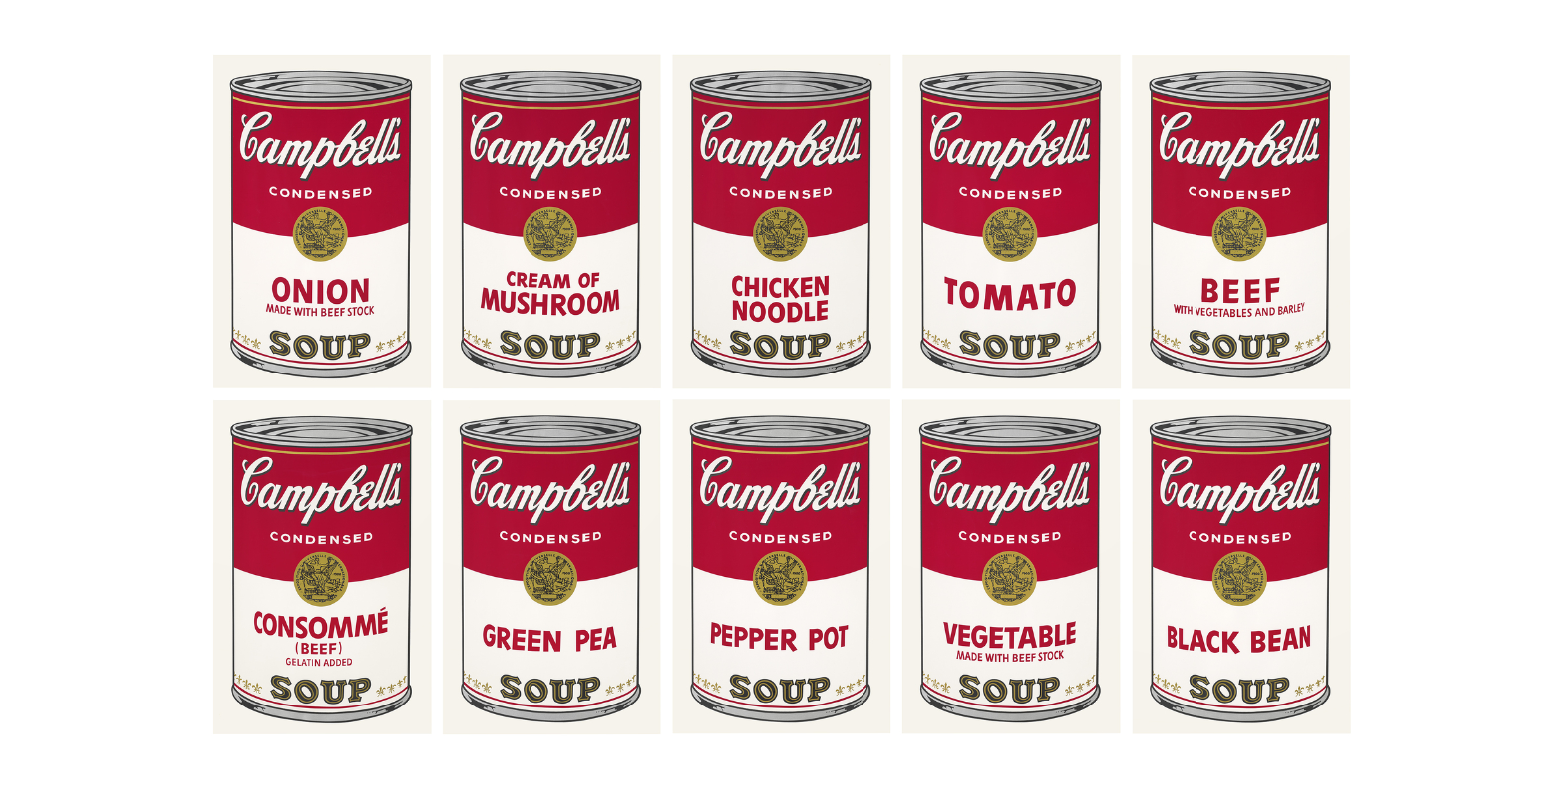 Campbell's
CONDENSED
ONION
MADE WITH BEEF STOCK
SOUP
Campbell's
CONDENSED
CREAM OF
MUSHROOM
SOUP
Campbell's
CONDENSED
CHICKEN
NOODLE
SOUP
Campbell's
CONDENSED
TOMATO
SOUP
Campbell's
CONDENSED
BEEF
WITH VEGETABLES AND BARLEY
SOUP
Campbell's
CONDENSED
CONSOMMÉ
(BEEF)
GELATIN ADDED
SOUP
Campbell's
CONDENSED
GREEN PEA
SOUP
Campbell's
CONDENSED
PEPPER POT
SOUP
Campbell's
CONDENSED
VEGETABLE
MADE WITH BEEF STOCK
SOUP
Campbell's
CONDENSED
BLACK BEAN
SOUP